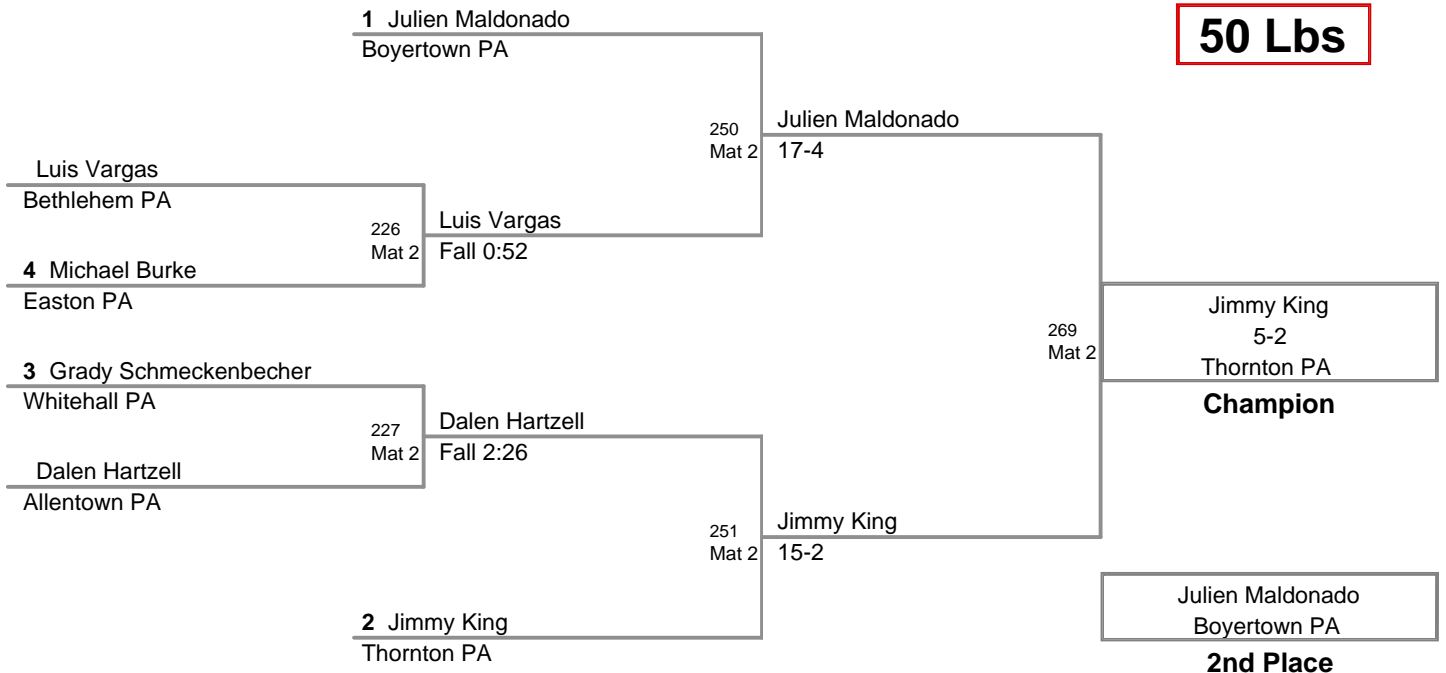 1 Julien Maldonado
Boyertown PA
50 Lbs
250
Mat 2
Julien Maldonado
17-4
Luis Vargas
Bethlehem PA
226
Mat 2
Luis Vargas
Fall 0:52
4 Michael Burke
Easton PA
269
Mat 2
Jimmy King
5-2
Thornton PA
Champion
3 Grady Schmeckenbecher
Whitehall PA
227
Mat 2
Dalen Hartzell
Fall 2:26
Dalen Hartzell
Allentown PA
251
Mat 2
Jimmy King
15-2
2 Jimmy King
Thornton PA
Julien Maldonado
Boyertown PA
2nd Place